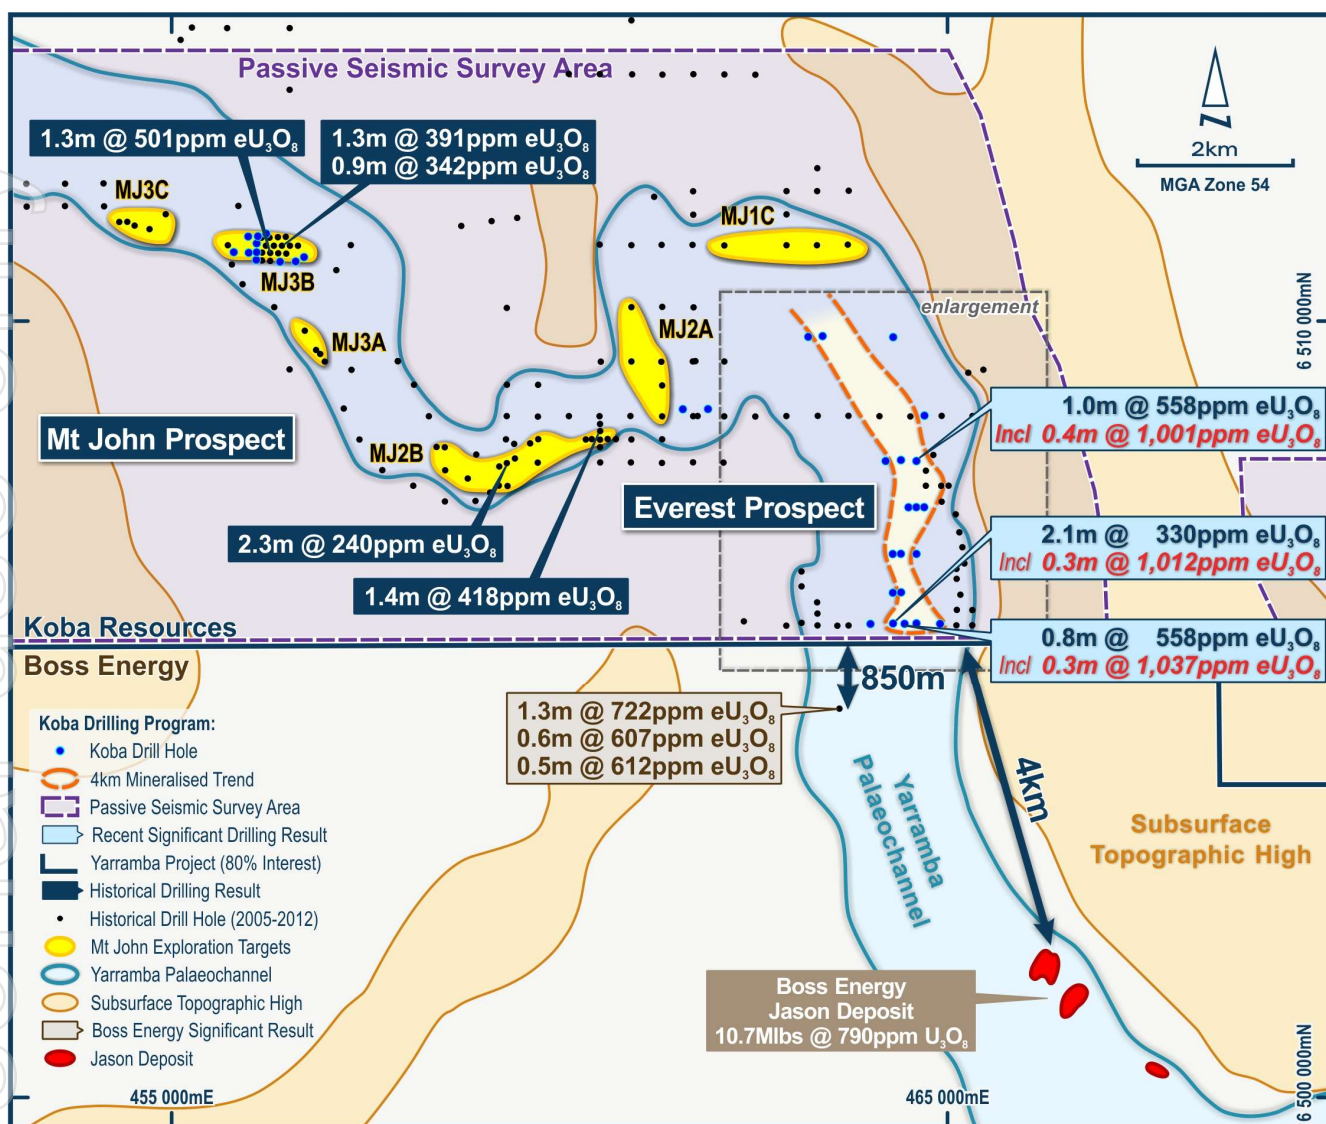 Passive Seismic Survey Area
1.3m @ 501ppm eU₃O₈
1.3m @ 391ppm eU₃O₈
0.9m @ 342ppm eU₃O₈
2km
MGA Zone 54
MJ3C
MJ3B
MJ1C
MJ3A
MJ2A
enlargement
6 510 000mN
Mt John Prospect
MJ2B
1.0m @ 558ppm eU₃O₈
Incl 0.4m @ 1,001ppm eU₃O₈
Everest Prospect
2.3m @ 240ppm eU₃O₈
1.4m @ 418ppm eU₃O₈
2.1m @ 330ppm eU₃O₈
Incl 0.3m @ 1,012ppm eU₃O₈
0.8m @ 558ppm eU₃O₈
Incl 0.3m @ 1,037ppm eU₃O₈
Koba Resources
Boss Energy
850m
1.3m @ 722ppm eU₃O₈
0.6m @ 607ppm eU₃O₈
0.5m @ 612ppm eU₃O₈
4km
Yarramba
Palaeochannel
Subsurface
Topographic High
Boss Energy
Jason Deposit
10.7Mlbs @ 790ppm U₃O₈
Koba Drilling Program:
Koba Drill Hole
4km Mineralised Trend
Passive Seismic Survey Area
Recent Significant Drilling Result
Yarramba Project (80% Interest)
Historical Drilling Result
Historical Drill Hole (2005-2012)
Mt John Exploration Targets
Yarramba Palaeochannel
Subsurface Topographic High
Boss Energy Significant Result
Jason Deposit
455 000mE
465 000mE
6 500 000mN